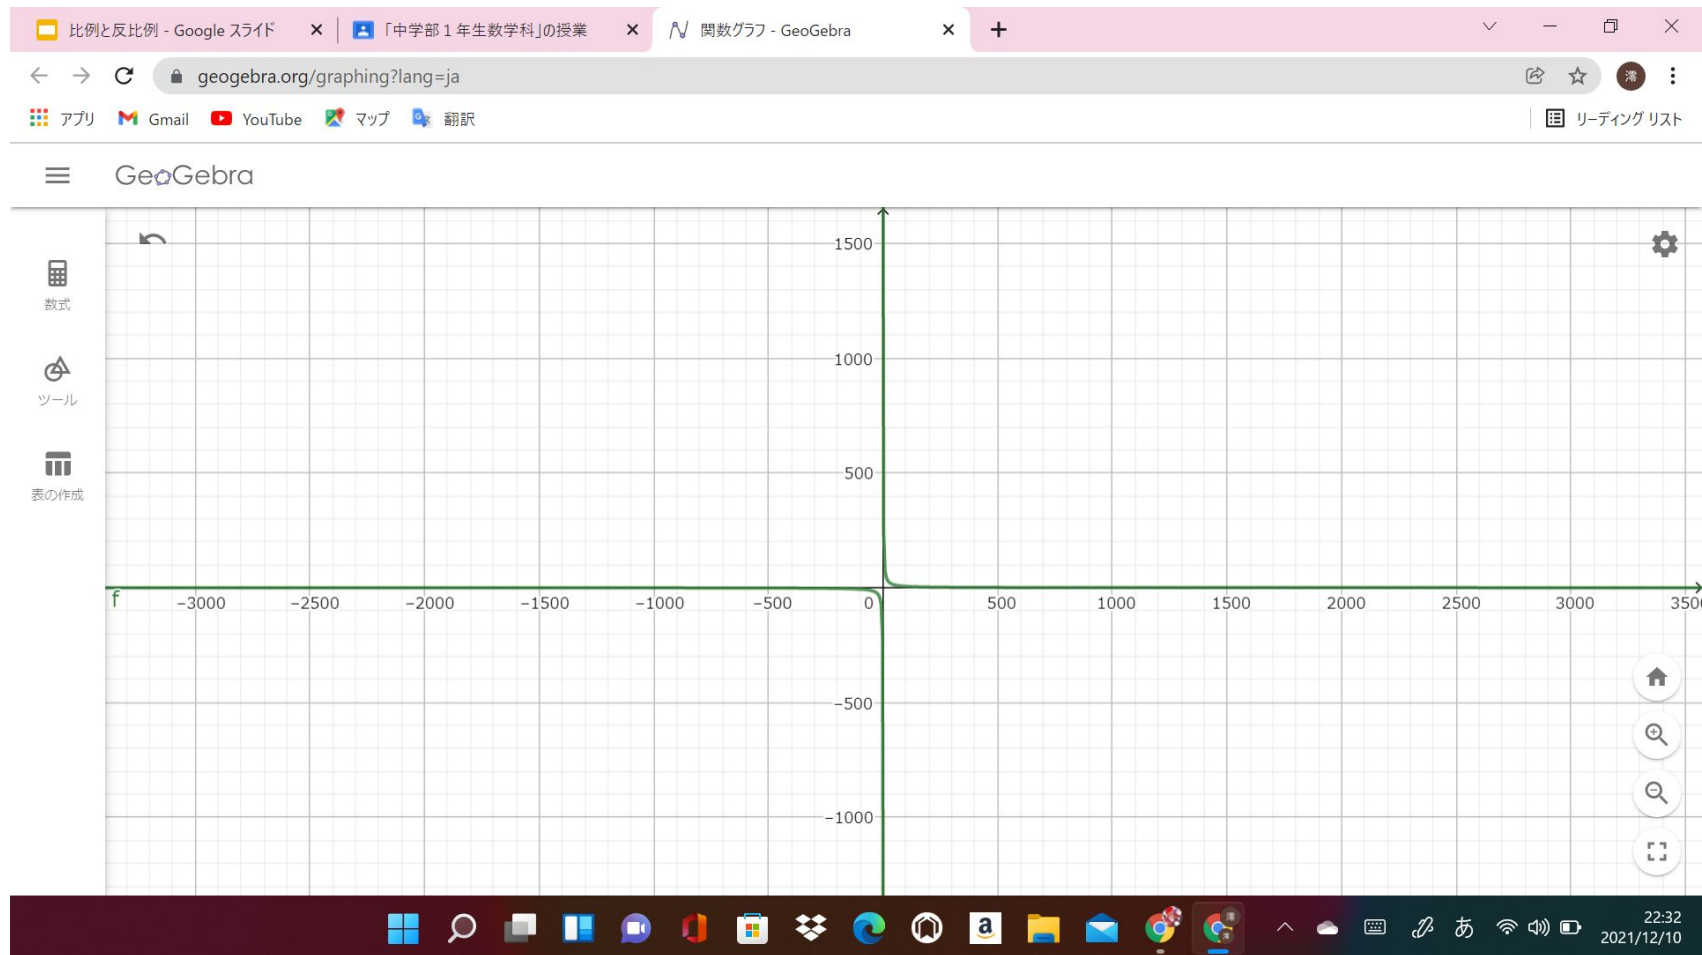 比例と反比例 - Google スライド
「中学部１年生数学科」の授業
関数グラフ - GeoGebra
geogebra.org/graphing?lang=ja
澪
アプリ Gmail YouTube マップ 翻訳 リーディング リスト
GeoGebra
数式
ツール
表の作成
1500
1000
500
f −3000 −2500 −2000 −1500 −1000 −500 0 500 1000 1500 2000 2500 3000 350
−500
−1000
a
あ
22:32
2021/12/10